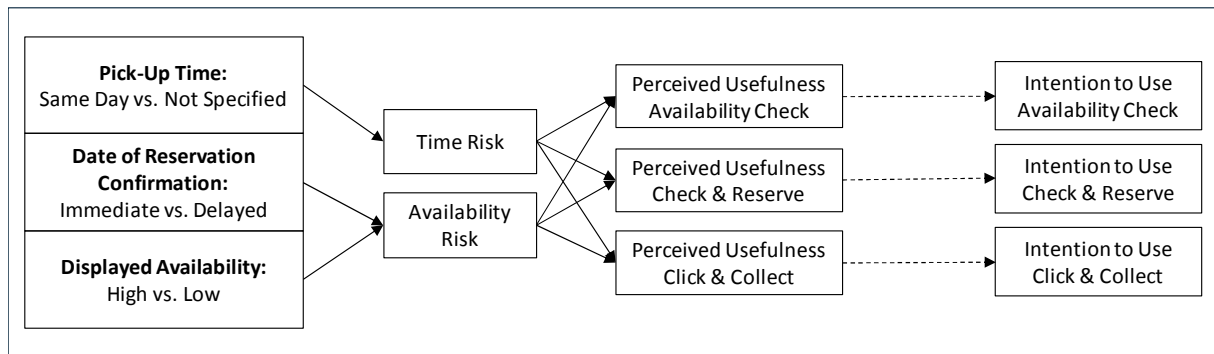 Pick-Up Time:
Same Day vs. Not Specified
Date of Reservation
Confirmation:
Immediate vs. Delayed
Displayed Availability:
High vs. Low
Time Risk
Availability
Risk
Perceived Usefulness
Availability Check
Perceived Usefulness
Check & Reserve
Perceived Usefulness
Click & Collect
Intention to Use
Availability Check
Intention to Use
Check & Reserve
Intention to Use
Click & Collect